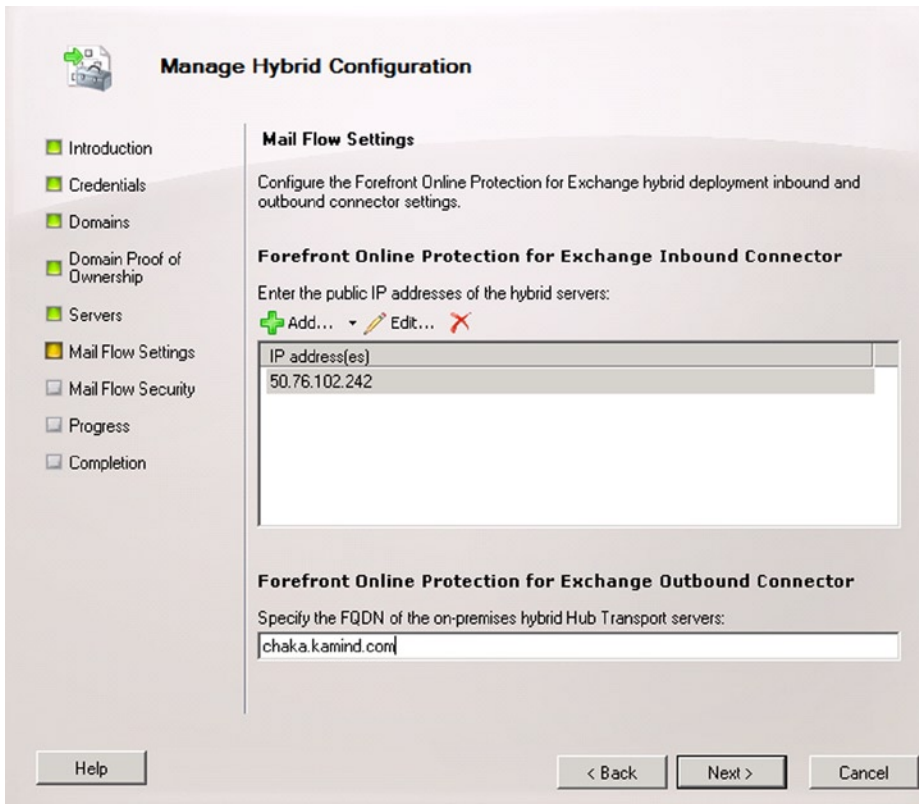 Manage Hybrid Configuration
Introduction
Credentials
Domains
Domain Proof of
Ownership
Servers
Mail Flow Settings
Mail Flow Security
Progress
Completion
Mail Flow Settings
Configure the Forefront Online Protection for Exchange hybrid deployment inbound and
outbound connector settings.
Forefront Online Protection for Exchange Inbound Connector
Enter the public IP addresses of the hybrid servers:
Add... Edit...
IP address(es)
50.76.102.242
Forefront Online Protection for Exchange Outbound Connector
Specify the FQDN of the on-premises hybrid Hub Transport servers:
chaka.kamind.com
Help < Back Next > Cancel